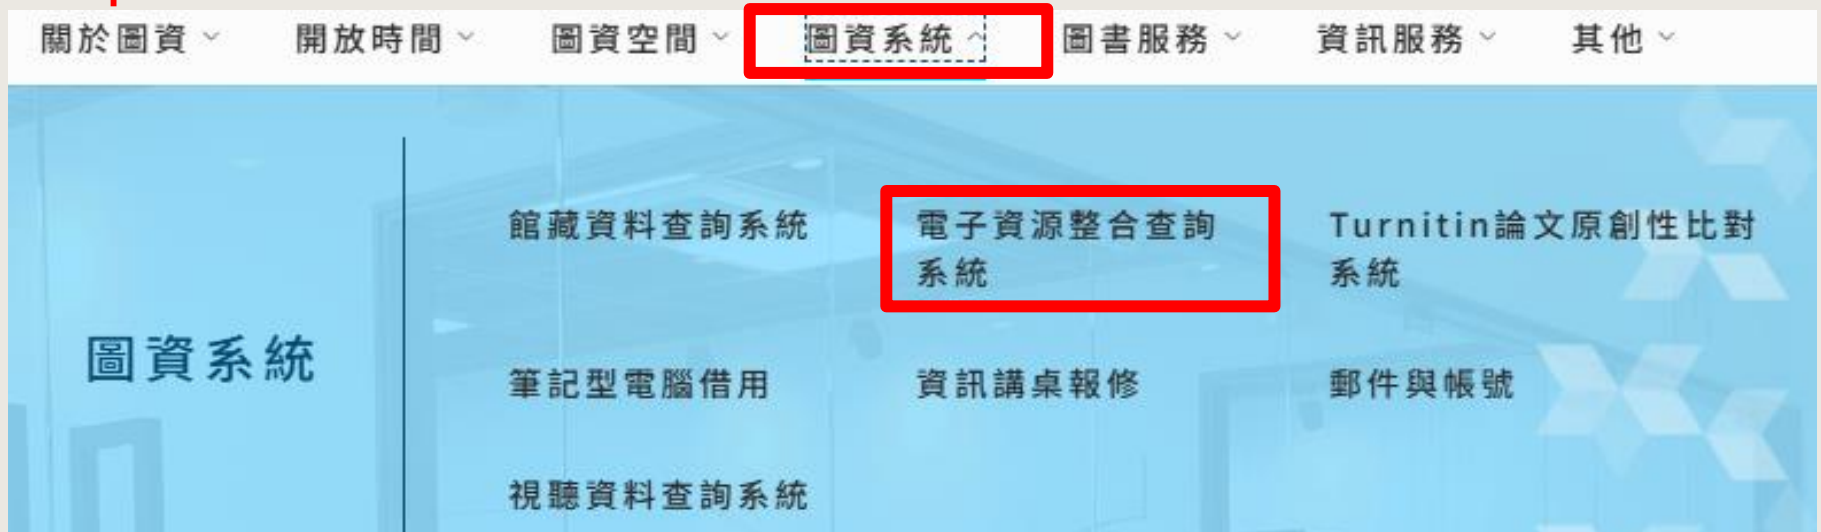 關於圖資 開放時間 圖資空間 圖資系統 圖書服務 資訊服務 其他
圖資系統
館藏資料查詢系統 電子資源整合查詢 Turnitin論文原創性比對
系統 系統
筆記型電腦借用 資訊講桌報修 郵件與帳號
視聽資料查詢系統